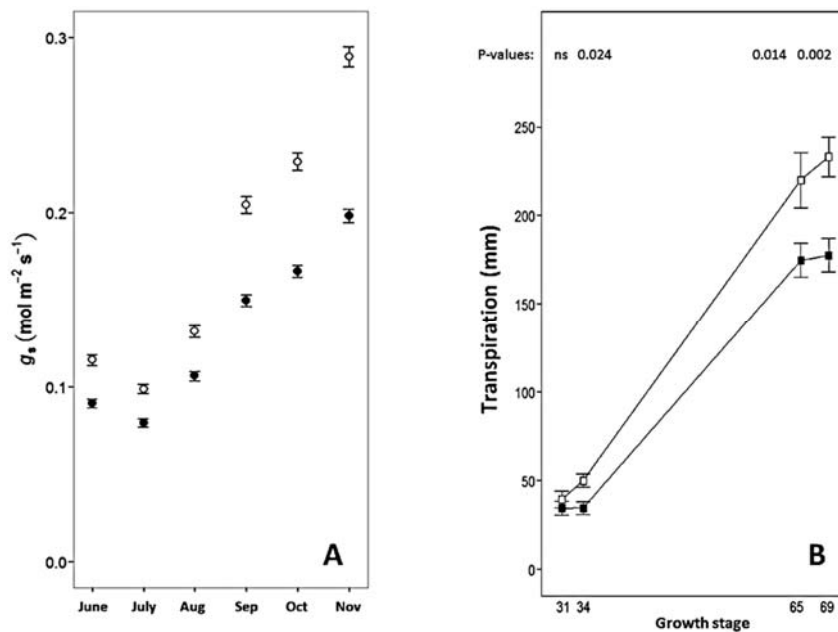 0.3
0.2
0.1
0.0
gs (mol m−2 s−1)
June July Aug Sep Oct Nov
A
P-values: ns 0.024 0.014 0.002
250
200
150
100
50
0
Transpiration (mm)
31 34 65 69
Growth stage
B